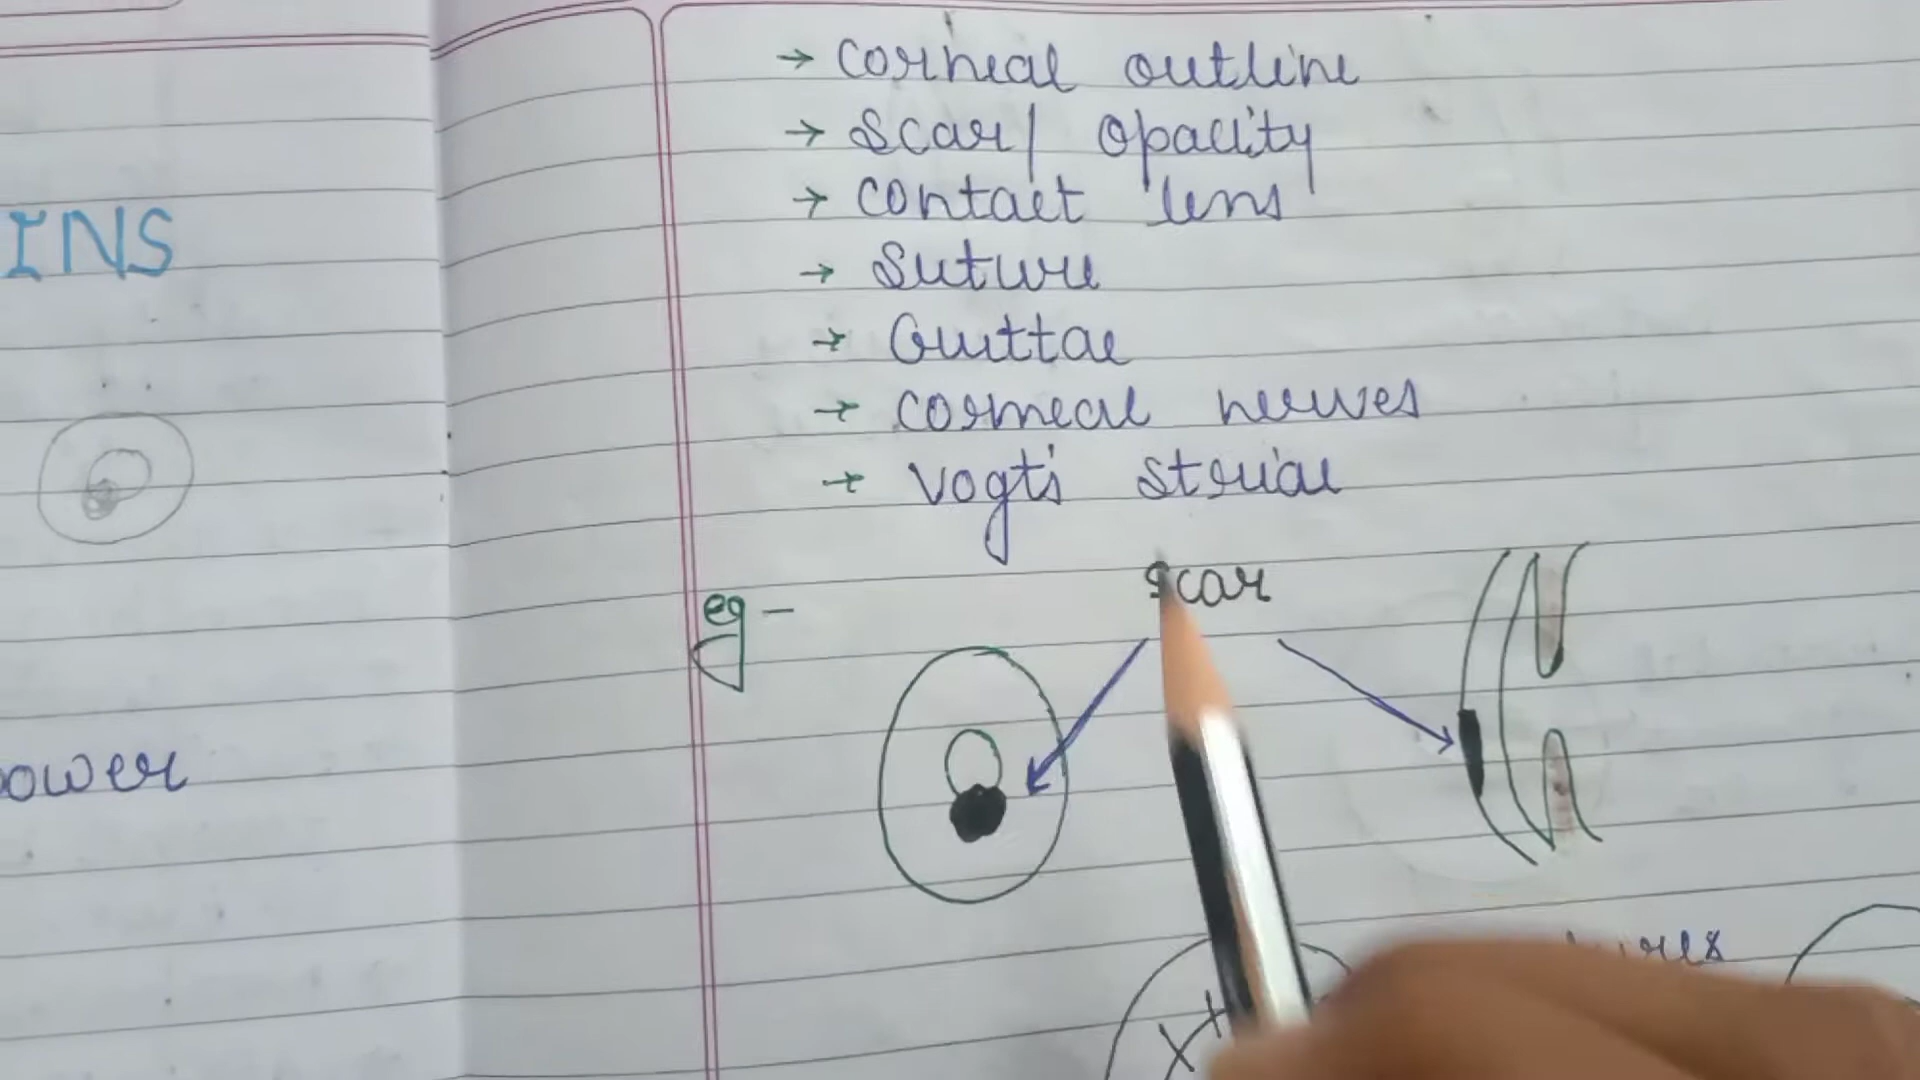 → corneal outline
→ Scar/ Opacity
→ contact lens
→ Suture
→ Guttae
→ corneal nerves
→ Vogt's striae
INS
eg –
Scar
ower